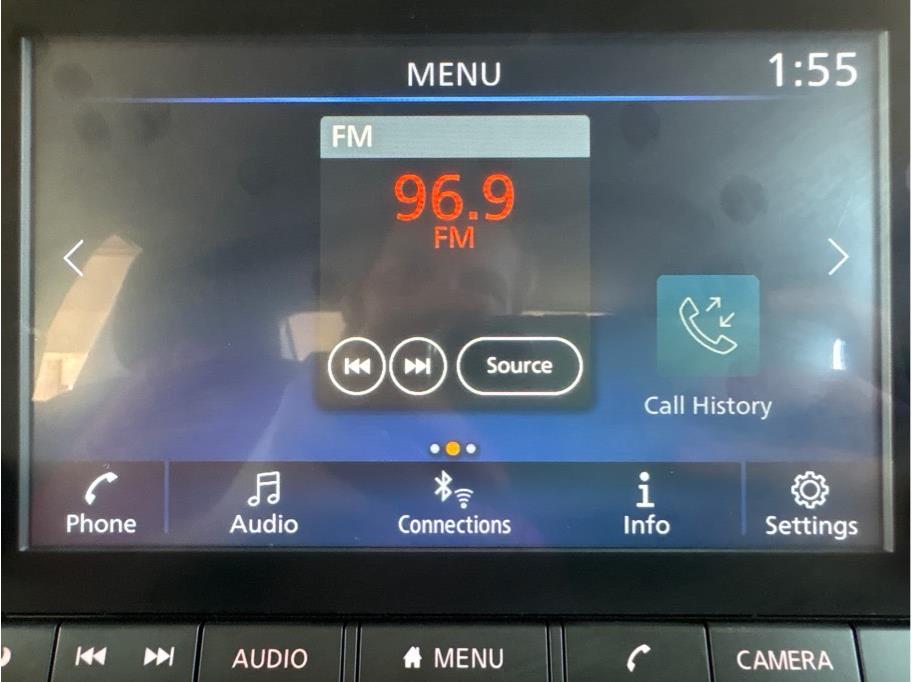 MENU 1:55
FM
96.9
FM
Source
Call History
Phone Audio Connections Info Settings
AUDIO MENU CAMERA